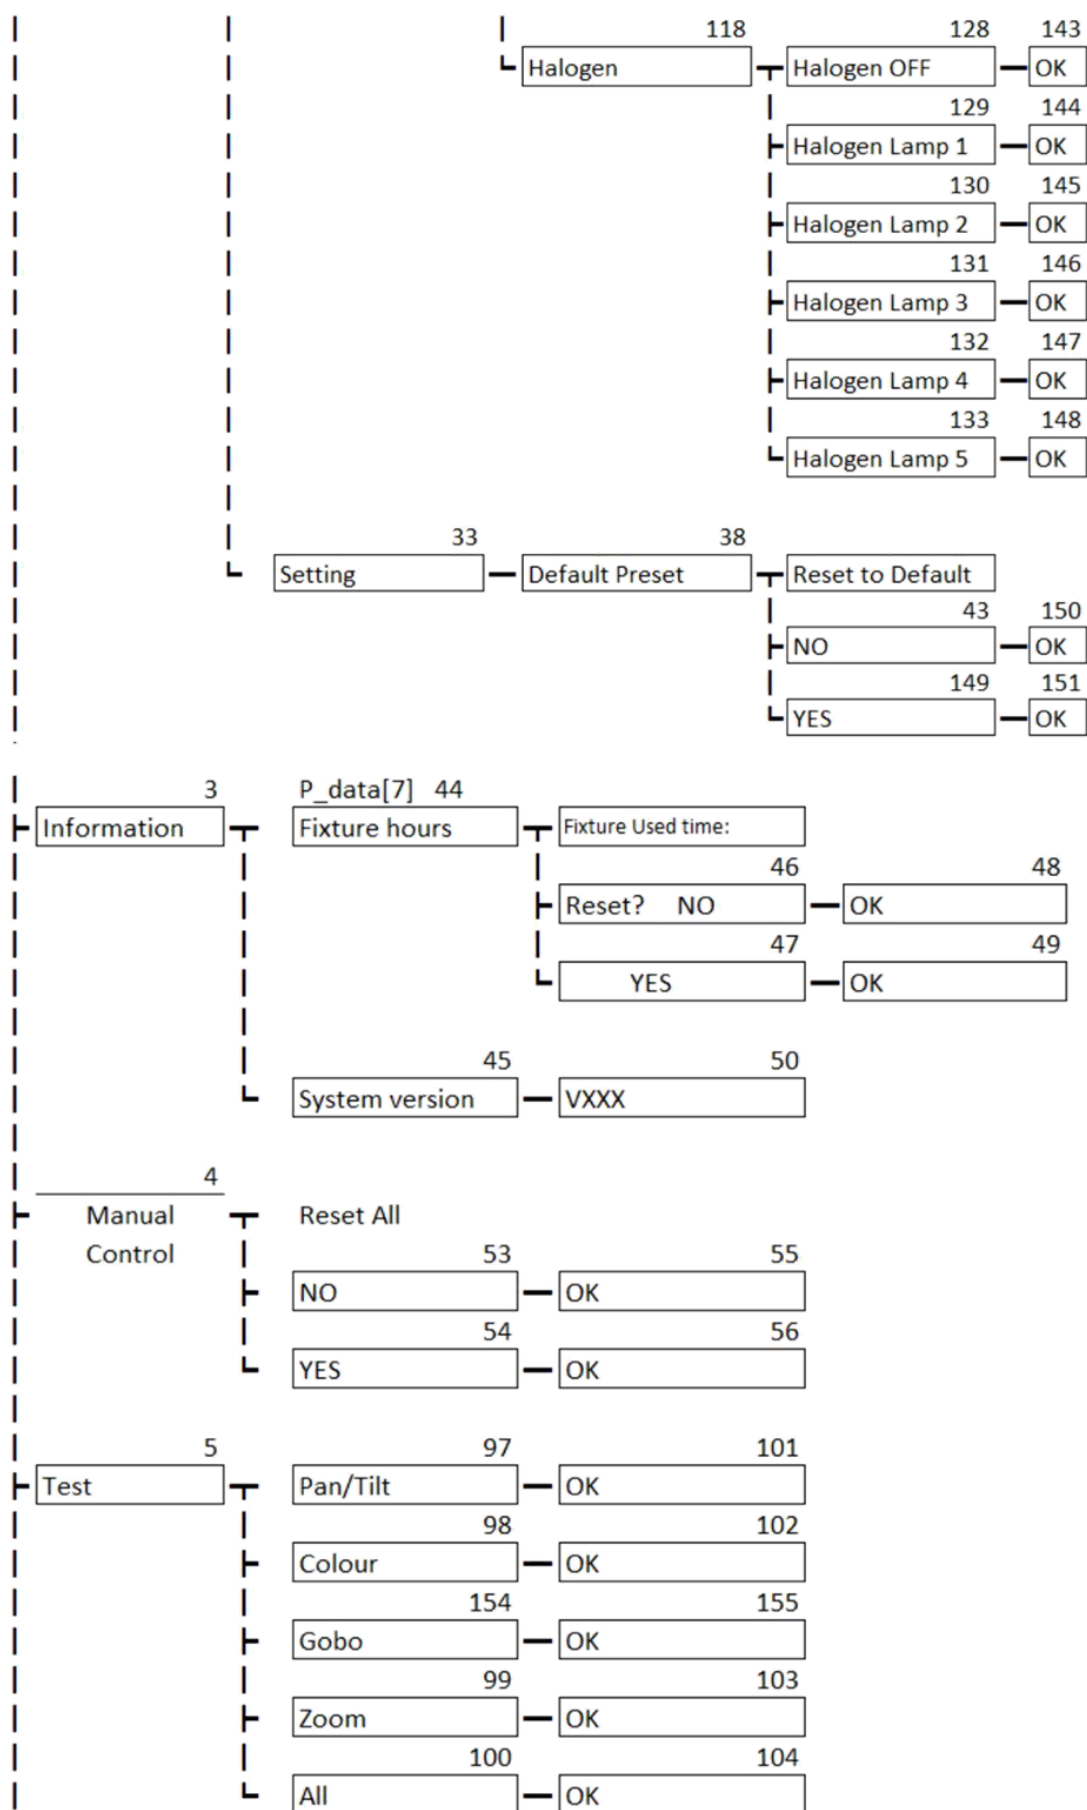 118 128 143
Halogen Halogen OFF OK
129 144
Halogen Lamp 1 OK
130 145
Halogen Lamp 2 OK
131 146
Halogen Lamp 3 OK
132 147
Halogen Lamp 4 OK
133 148
Halogen Lamp 5 OK
33 38
Setting Default Preset Reset to Default
43 150
NO OK
149 151
YES OK
3 P_data[7] 44
Information Fixture hours Fixture Used time:
46 48
Reset? NO OK
47 49
YES OK
45 50
System version VXXX
4
Manual Reset All
Control
53 55
NO OK
54 56
YES OK
5 97 101
Test Pan/Tilt OK
98 102
Colour OK
154 155
Gobo OK
99 103
Zoom OK
100 104
All OK